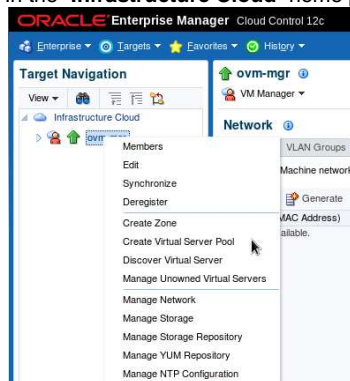 In the "Infrastructure Cloud" home
ORACLE Enterprise Manager Cloud Control 12c
Enterprise Targets Favorites History
Target Navigation
View
Infrastructure Cloud
ovm-mgr
VM Manager
Network
VLAN Groups
Machine network
Generate
MAC Address)
ailable.
Members
Edit
Synchronize
Deregister
Create Zone
Create Virtual Server Pool
Discover Virtual Server
Manage Unowned Virtual Servers
Manage Network
Manage Storage
Manage Storage Repository
Manage YUM Repository
Manage NTP Configuration